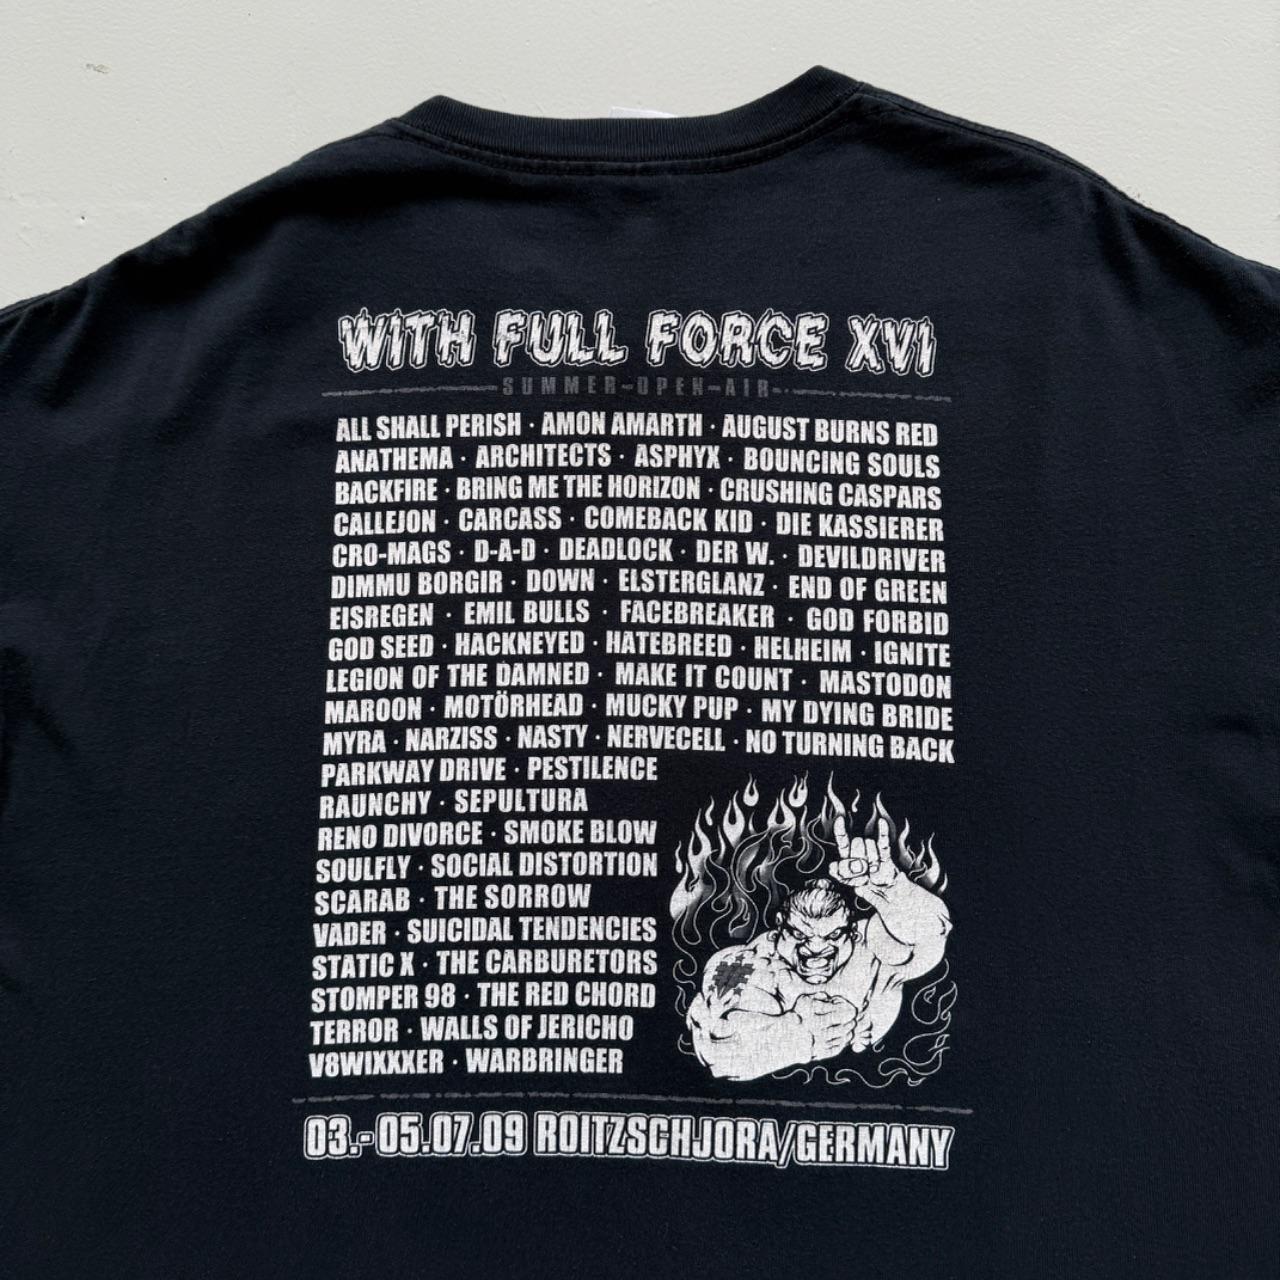 WITH FULL FORCE XVI
SUMMER-OPEN-AIR
ALL SHALL PERISH · AMON AMARTH · AUGUST BURNS RED
ANATHEMA · ARCHITECTS · ASPHYX · BOUNCING SOULS
BACKFIRE · BRING ME THE HORIZON · CRUSHING CASPARS
CALLEJON · CARCASS · COMEBACK KID · DIE KASSIERER
CRO-MAGS · D-A-D · DEADLOCK · DER W. · DEVILDRIVER
DIMMU BORGIR · DOWN · ELSTERGLANZ · END OF GREEN
EISREGEN · EMIL BULLS · FACEBREAKER · GOD FORBID
GOD SEED · HACKNEYED · HATEBREED · HELHEIM · IGNITE
LEGION OF THE DAMNED · MAKE IT COUNT · MASTODON
MAROON · MOTÖRHEAD · MUCKY PUP · MY DYING BRIDE
MYRA · NARZISS · NASTY · NERVECELL · NO TURNING BACK
PARKWAY DRIVE · PESTILENCE
RAUNCHY · SEPULTURA
RENO DIVORCE · SMOKE BLOW
SOULFLY · SOCIAL DISTORTION
SCARAB · THE SORROW
VADER · SUICIDAL TENDENCIES
STATIC X · THE CARBURETORS
STOMPER 98 · THE RED CHORD
TERROR · WALLS OF JERICHO
V8WIXXXER · WARBRINGER
03.-05.07.09 ROITZSCHJORA/GERMANY